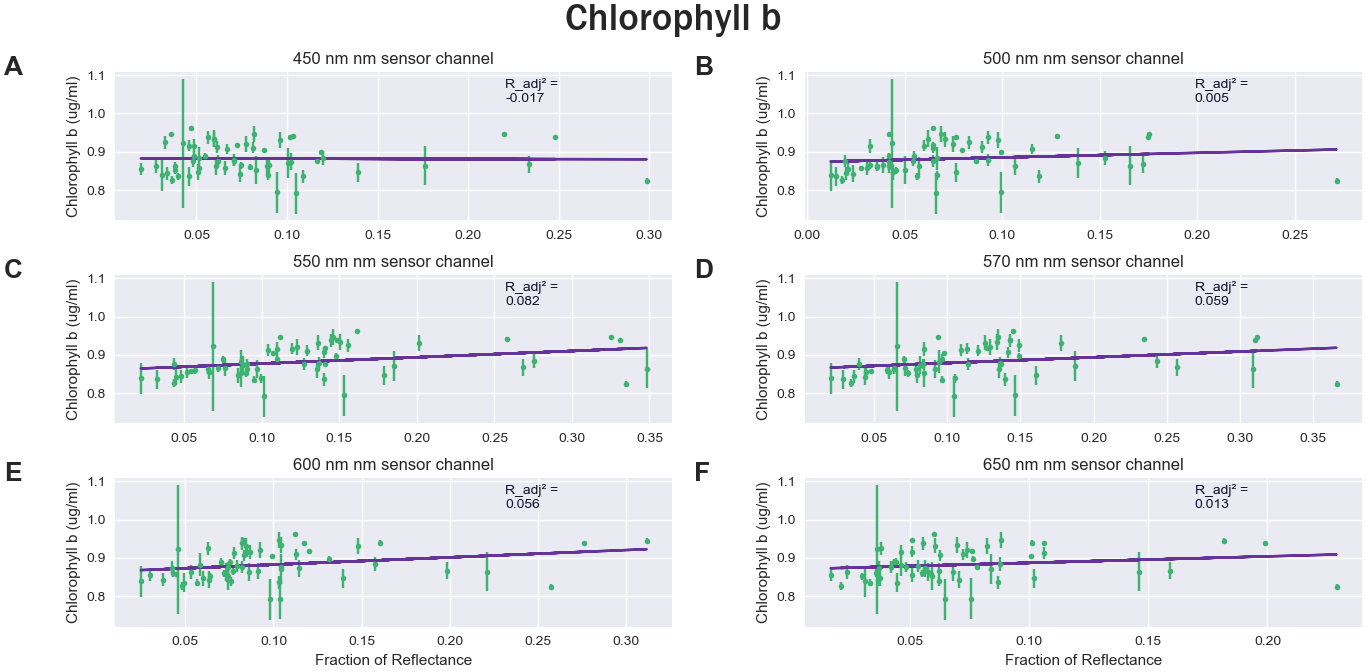 Chlorophyll b
A
450 nm nm sensor channel
Chlorophyll b (ug/ml)
1.1
1.0
0.9
0.8
R_adj² =
-0.017
0.05 0.10 0.15 0.20 0.25 0.30
B
500 nm nm sensor channel
Chlorophyll b (ug/ml)
1.1
1.0
0.9
0.8
R_adj² =
0.005
0.00 0.05 0.10 0.15 0.20 0.25
C
550 nm nm sensor channel
Chlorophyll b (ug/ml)
1.1
1.0
0.9
0.8
R_adj² =
0.082
0.05 0.10 0.15 0.20 0.25 0.30 0.35
D
570 nm nm sensor channel
Chlorophyll b (ug/ml)
1.1
1.0
0.9
0.8
R_adj² =
0.059
0.05 0.10 0.15 0.20 0.25 0.30 0.35
E
600 nm nm sensor channel
Chlorophyll b (ug/ml)
1.1
1.0
0.9
0.8
R_adj² =
0.056
0.05 0.10 0.15 0.20 0.25 0.30
Fraction of Reflectance
F
650 nm nm sensor channel
Chlorophyll b (ug/ml)
1.1
1.0
0.9
0.8
R_adj² =
0.013
0.05 0.10 0.15 0.20
Fraction of Reflectance